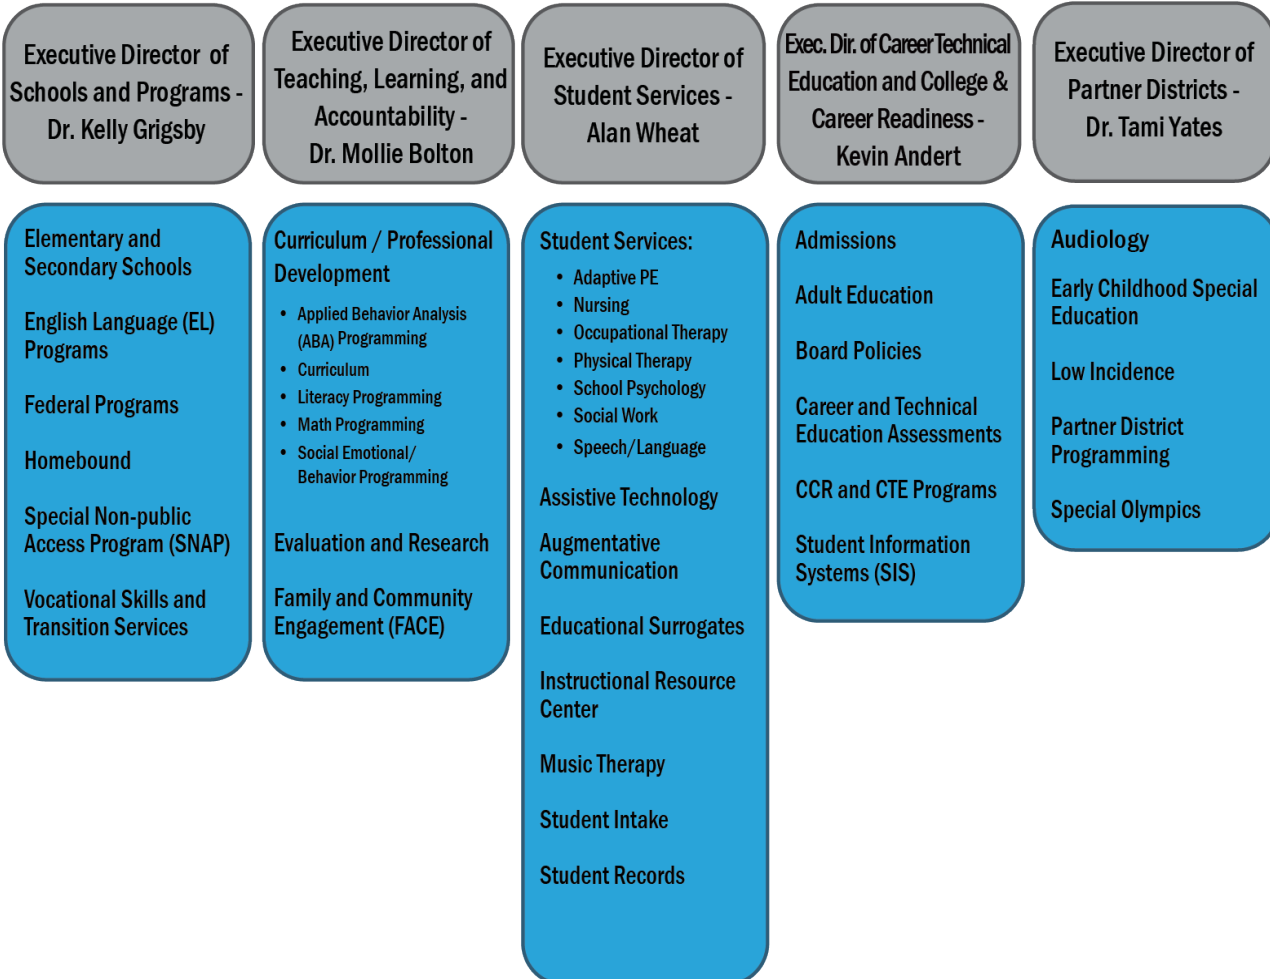 Executive Director of
Schools and Programs -
Dr. Kelly Grigsby
Executive Director of
Teaching, Learning, and
Accountability -
Dr. Mollie Bolton
Executive Director of
Student Services -
Alan Wheat
Exec. Dir. of Career Technical
Education and College &
Career Readiness -
Kevin Andert
Executive Director of
Partner Districts -
Dr. Tami Yates
Elementary and
Secondary Schools
English Language (EL)
Programs
Federal Programs
Homebound
Special Non-public
Access Program (SNAP)
Vocational Skills and
Transition Services
Curriculum / Professional
Development
• Applied Behavior Analysis
(ABA) Programming
• Curriculum
• Literacy Programming
• Math Programming
• Social Emotional/
Behavior Programming
Evaluation and Research
Family and Community
Engagement (FACE)
Student Services:
• Adaptive PE
• Nursing
• Occupational Therapy
• Physical Therapy
• School Psychology
• Social Work
• Speech/Language
Assistive Technology
Augmentative
Communication
Educational Surrogates
Instructional Resource
Center
Music Therapy
Student Intake
Student Records
Admissions
Adult Education
Board Policies
Career and Technical
Education Assessments
CCR and CTE Programs
Student Information
Systems (SIS)
Audiology
Early Childhood Special
Education
Low Incidence
Partner District
Programming
Special Olympics